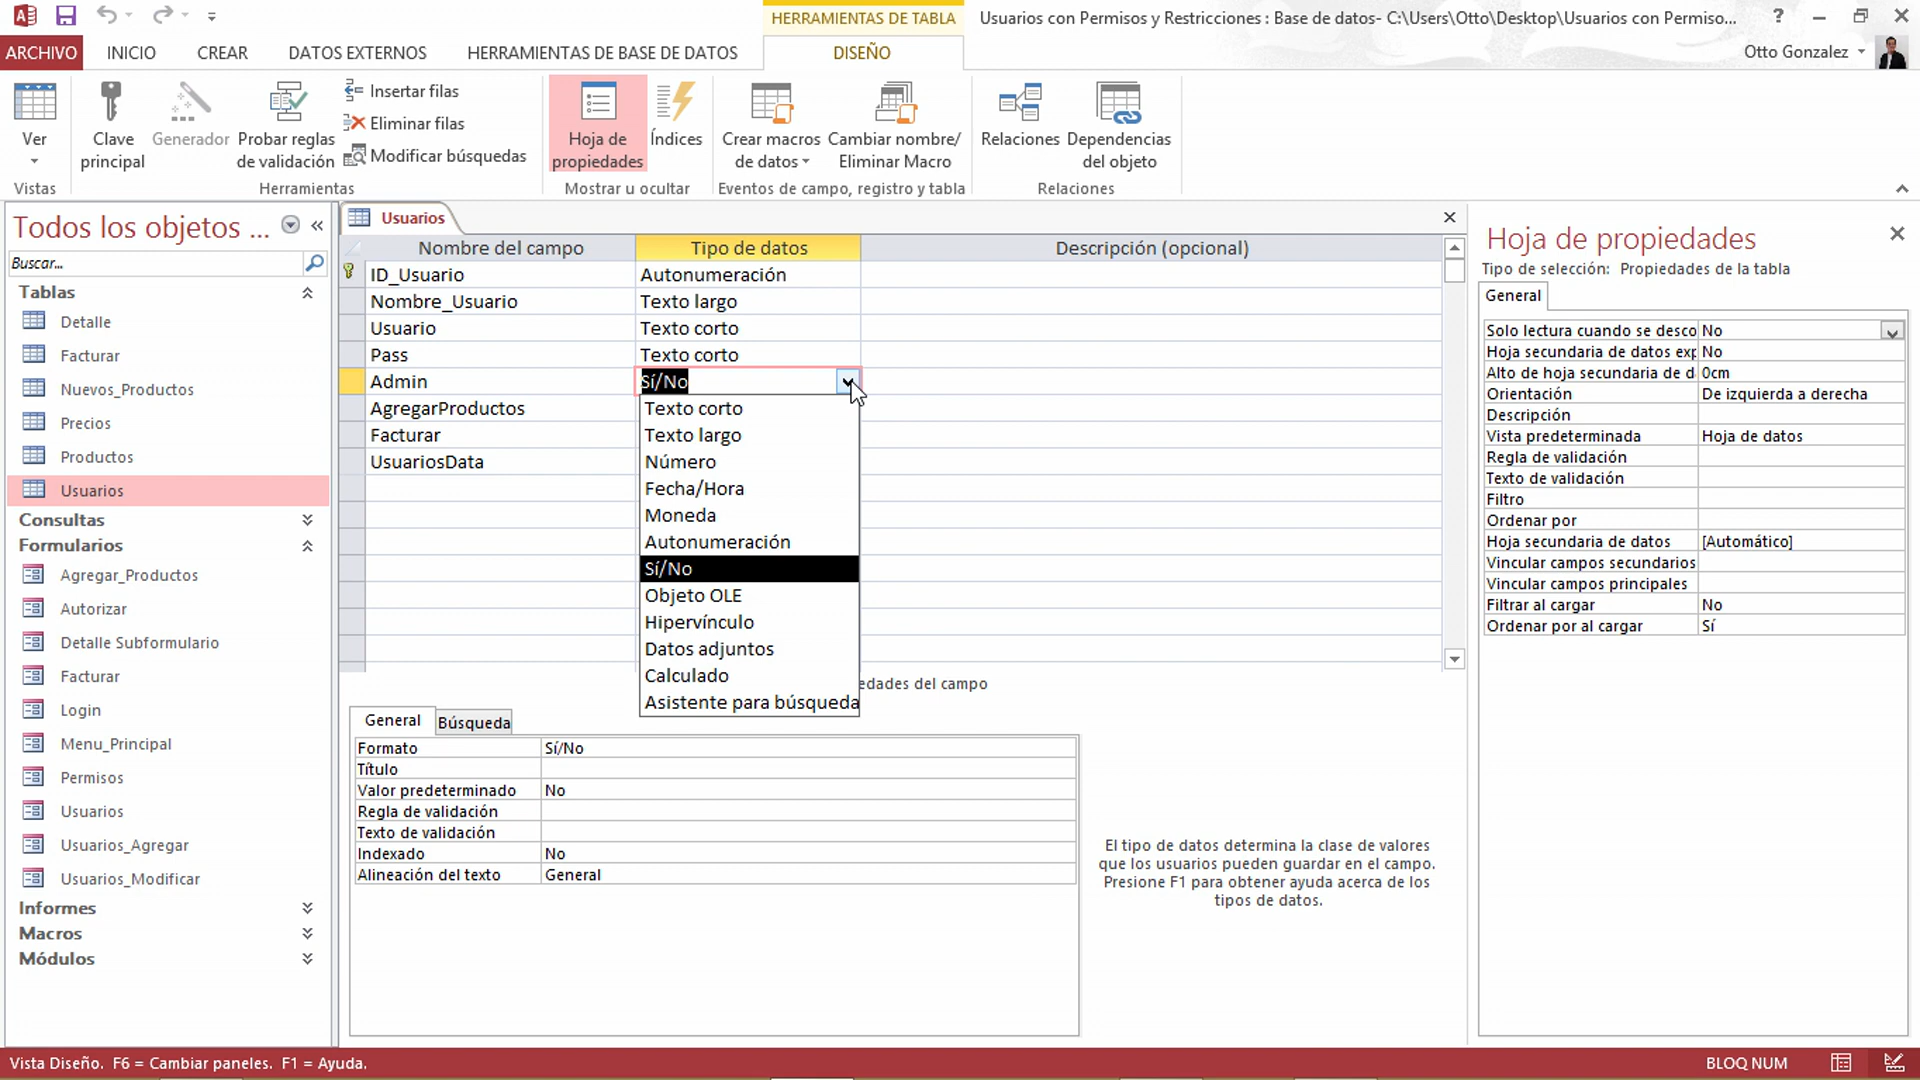 HERRAMIENTAS DE TABLA
Usuarios con Permisos y Restricciones : Base de datos- C:\Users\Otto\Desktop\Usuarios con Permiso...
?
ARCHIVO
INICIO
CREAR
DATOS EXTERNOS
HERRAMIENTAS DE BASE DE DATOS
DISEÑO
Otto Gonzalez
Ver
Clave principal
Generador
Probar reglas de validación
Insertar filas
Eliminar filas
Modificar búsquedas
Hoja de propiedades
Índices
Crear macros de datos
Cambiar nombre/ Eliminar Macro
Relaciones
Dependencias del objeto
Vistas
Herramientas
Mostrar u ocultar
Eventos de campo, registro y tabla
Relaciones
Todos los objetos ...
Buscar...
Tablas
Detalle
Facturar
Nuevos_Productos
Precios
Productos
Usuarios
Consultas
Formularios
Agregar_Productos
Autorizar
Detalle Subformulario
Facturar
Login
Menu_Principal
Permisos
Usuarios
Usuarios_Agregar
Usuarios_Modificar
Informes
Macros
Módulos
Usuarios
Nombre del campo Tipo de datos Descripción (opcional)
ID_Usuario Autonumeración
Nombre_Usuario Texto largo
Usuario Texto corto
Pass Texto corto
Admin Sí/No
AgregarProductos
Facturar
UsuariosData
Texto corto
Texto largo
Número
Fecha/Hora
Moneda
Autonumeración
Sí/No
Objeto OLE
Hipervínculo
Datos adjuntos
Calculado
Asistente para búsqueda
edades del campo
General Búsqueda
Formato Sí/No
Título
Valor predeterminado No
Regla de validación
Texto de validación
Indexado No
Alineación del texto General
El tipo de datos determina la clase de valores
que los usuarios pueden guardar en el campo.
Presione F1 para obtener ayuda acerca de los
tipos de datos.
Hoja de propiedades
Tipo de selección: Propiedades de la tabla
General
Solo lectura cuando se desco No
Hoja secundaria de datos exp No
Alto de hoja secundaria de d 0cm
Orientación De izquierda a derecha
Descripción
Vista predeterminada Hoja de datos
Regla de validación
Texto de validación
Filtro
Ordenar por
Hoja secundaria de datos [Automático]
Vincular campos secundarios
Vincular campos principales
Filtrar al cargar No
Ordenar por al cargar Sí
Vista Diseño. F6 = Cambiar paneles. F1 = Ayuda.
BLOQ NUM